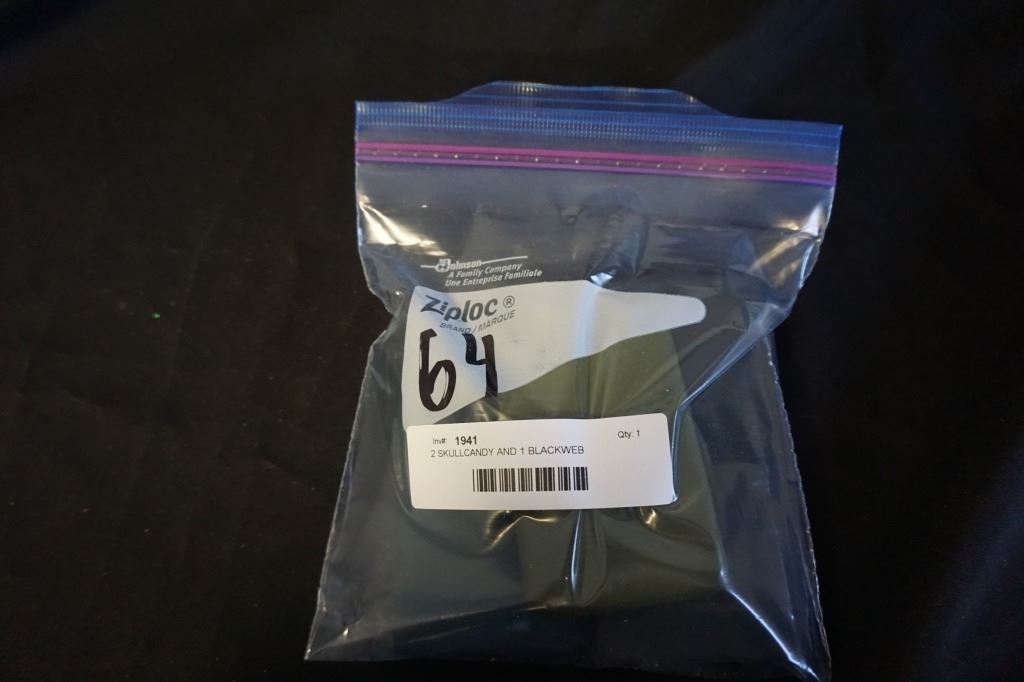 Johnson
A Family Company
Une Entreprise Familiale
Ziploc ®
BRAND/MARQUE
64
Inv#: 1941 Qty: 1
2 SKULLCANDY AND 1 BLACKWEB